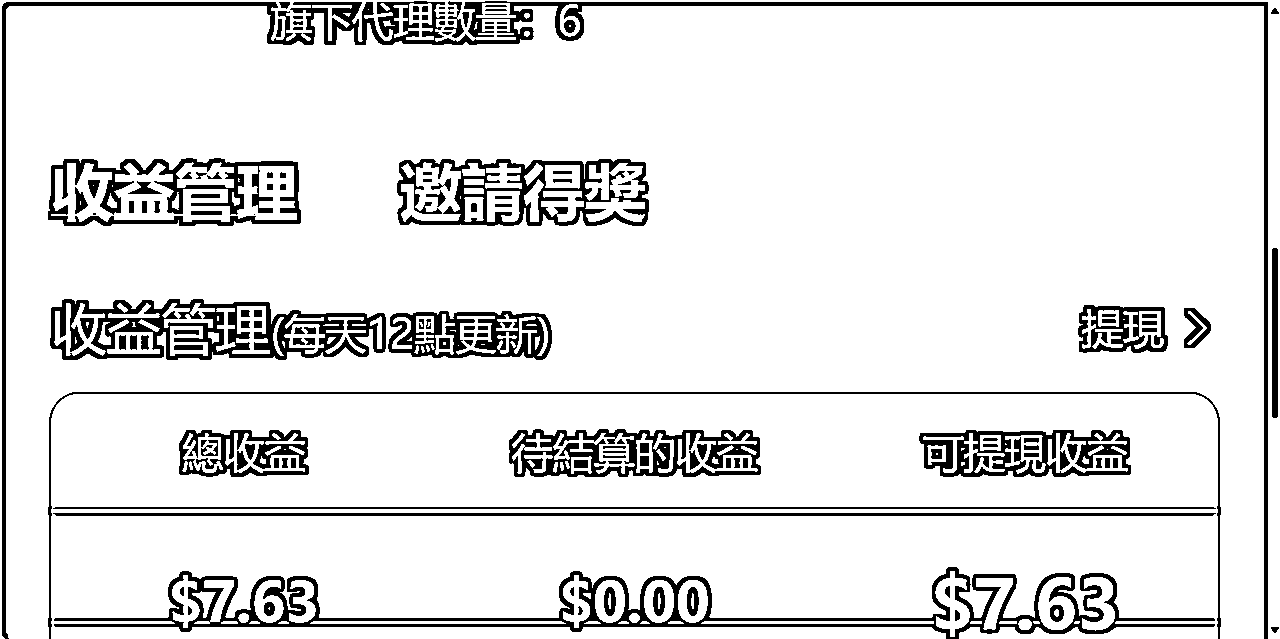 旗下代理數量：6
收益管理 邀請得獎
收益管理(每天12點更新) 提現
總收益 待結算的收益 可提現收益
$7.63 $0.00 $7.63